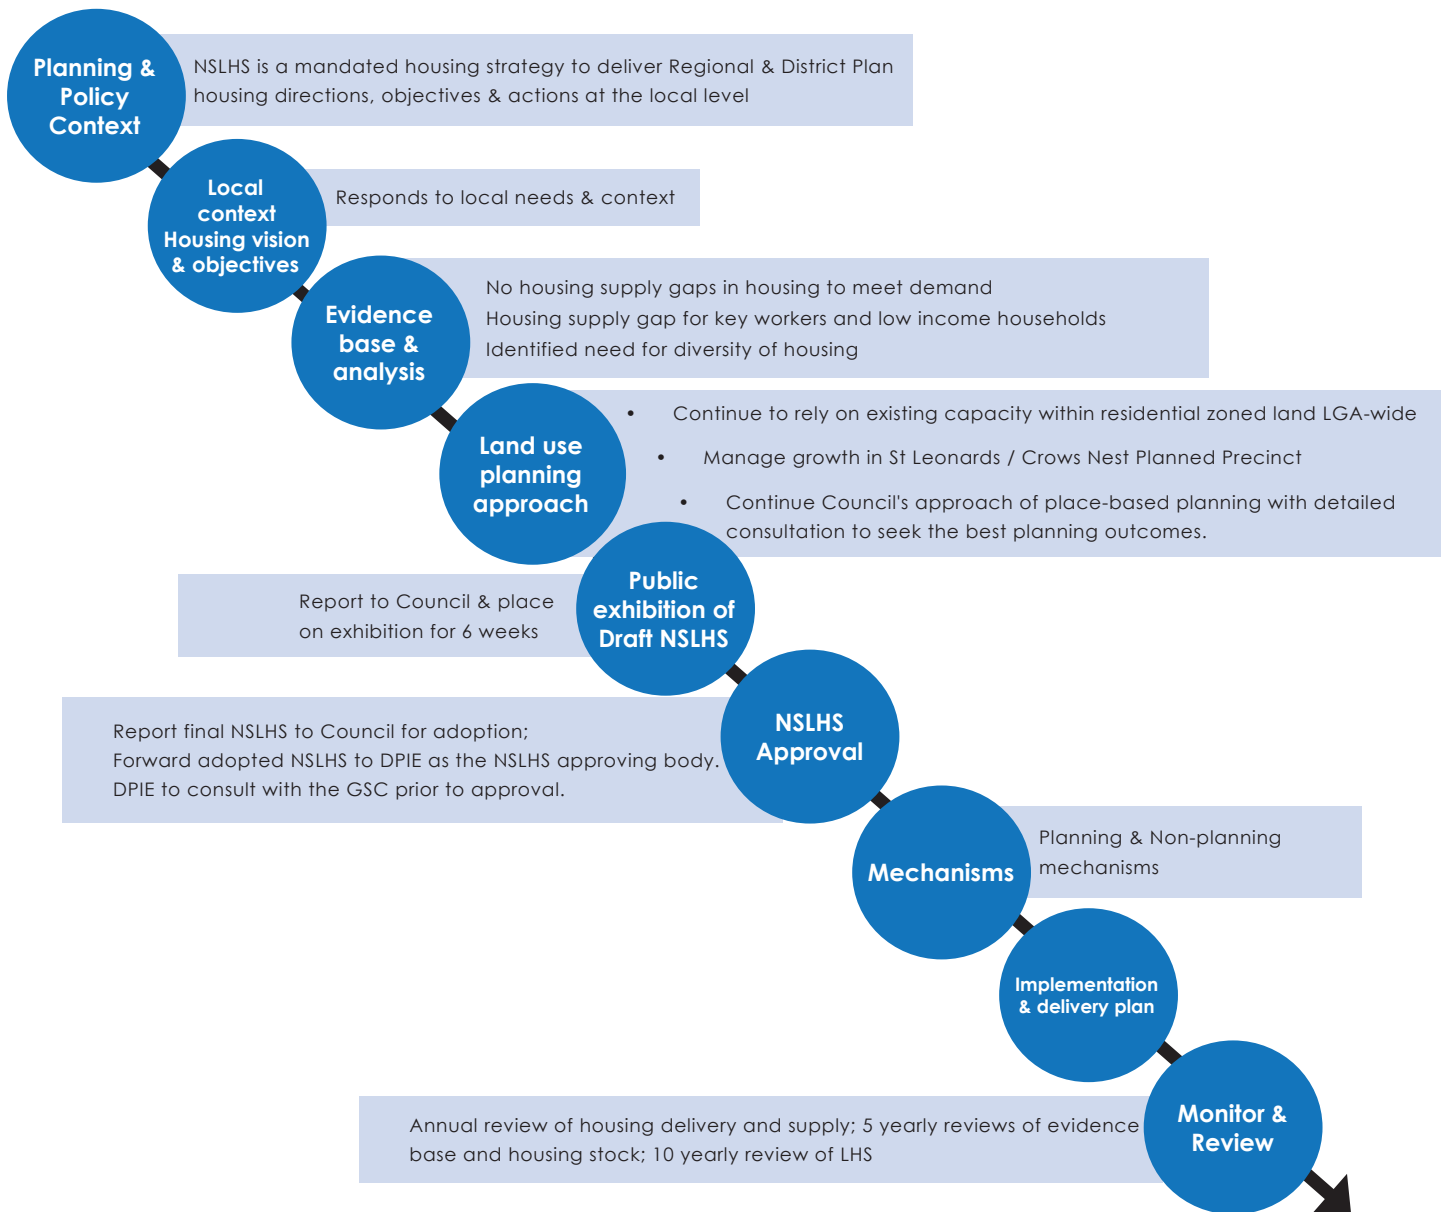 Planning &
Policy
Context
NSLHS is a mandated housing strategy to deliver Regional & District Plan
housing directions, objectives & actions at the local level
Local
context
Housing vision
& objectives
Responds to local needs & context
Evidence
base &
analysis
No housing supply gaps in housing to meet demand
Housing supply gap for key workers and low income households
Identified need for diversity of housing
Land use
planning
approach
• Continue to rely on existing capacity within residential zoned land LGA-wide
• Manage growth in St Leonards / Crows Nest Planned Precinct
• Continue Council's approach of place-based planning with detailed
consultation to seek the best planning outcomes.
Public
exhibition of
Draft NSLHS
Report to Council & place
on exhibition for 6 weeks
NSLHS
Approval
Report final NSLHS to Council for adoption;
Forward adopted NSLHS to DPIE as the NSLHS approving body.
DPIE to consult with the GSC prior to approval.
Mechanisms
Planning & Non-planning
mechanisms
Implementation
& delivery plan
Monitor &
Review
Annual review of housing delivery and supply; 5 yearly reviews of evidence
base and housing stock; 10 yearly review of LHS